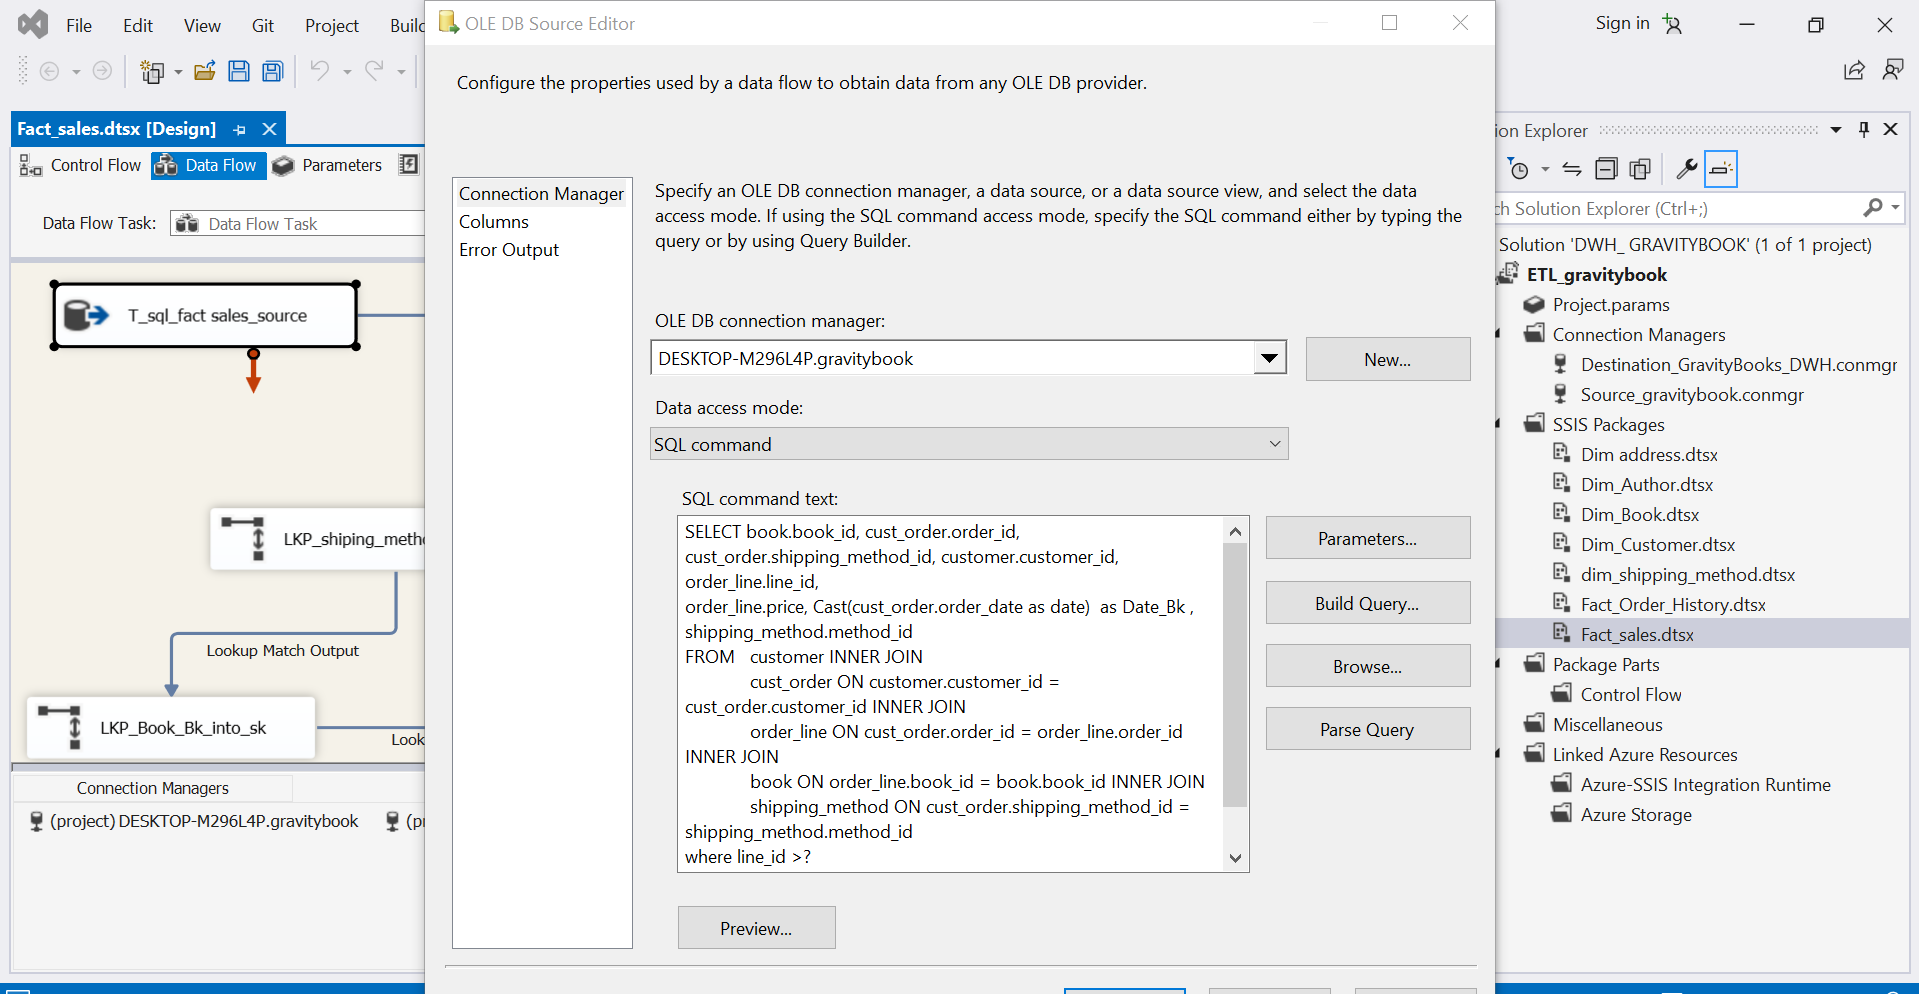 File Edit View Git Project Build
Sign in
OLE DB Source Editor
Configure the properties used by a data flow to obtain data from any OLE DB provider.
Fact_sales.dtsx [Design]
Control Flow Data Flow Parameters
Data Flow Task: Data Flow Task
T_sql_fact sales_source
LKP_shiping_metho
Lookup Match Output
LKP_Book_Bk_into_sk
Look
Connection Managers
(project) DESKTOP-M296L4P.gravitybook (p
Connection Manager
Columns
Error Output
Specify an OLE DB connection manager, a data source, or a data source view, and select the data
access mode. If using the SQL command access mode, specify the SQL command either by typing the
query or by using Query Builder.
OLE DB connection manager:
DESKTOP-M296L4P.gravitybook
New...
Data access mode:
SQL command
SQL command text:
SELECT book.book_id, cust_order.order_id,
cust_order.shipping_method_id, customer.customer_id,
order_line.line_id,
order_line.price, Cast(cust_order.order_date as date)  as Date_Bk ,
shipping_method.method_id
FROM   customer INNER JOIN
cust_order ON customer.customer_id =
cust_order.customer_id INNER JOIN
order_line ON cust_order.order_id = order_line.order_id
INNER JOIN
book ON order_line.book_id = book.book_id INNER JOIN
shipping_method ON cust_order.shipping_method_id =
shipping_method.method_id
where line_id >?
Parameters...
Build Query...
Browse...
Parse Query
Preview...
ion Explorer
ch Solution Explorer (Ctrl+;)
Solution 'DWH_ GRAVITYBOOK' (1 of 1 project)
ETL_gravitybook
Project.params
Connection Managers
Destination_GravityBooks_DWH.conmgr
Source_gravitybook.conmgr
SSIS Packages
Dim address.dtsx
Dim_Author.dtsx
Dim_Book.dtsx
Dim_Customer.dtsx
dim_shipping_method.dtsx
Fact_Order_History.dtsx
Fact_sales.dtsx
Package Parts
Control Flow
Miscellaneous
Linked Azure Resources
Azure-SSIS Integration Runtime
Azure Storage